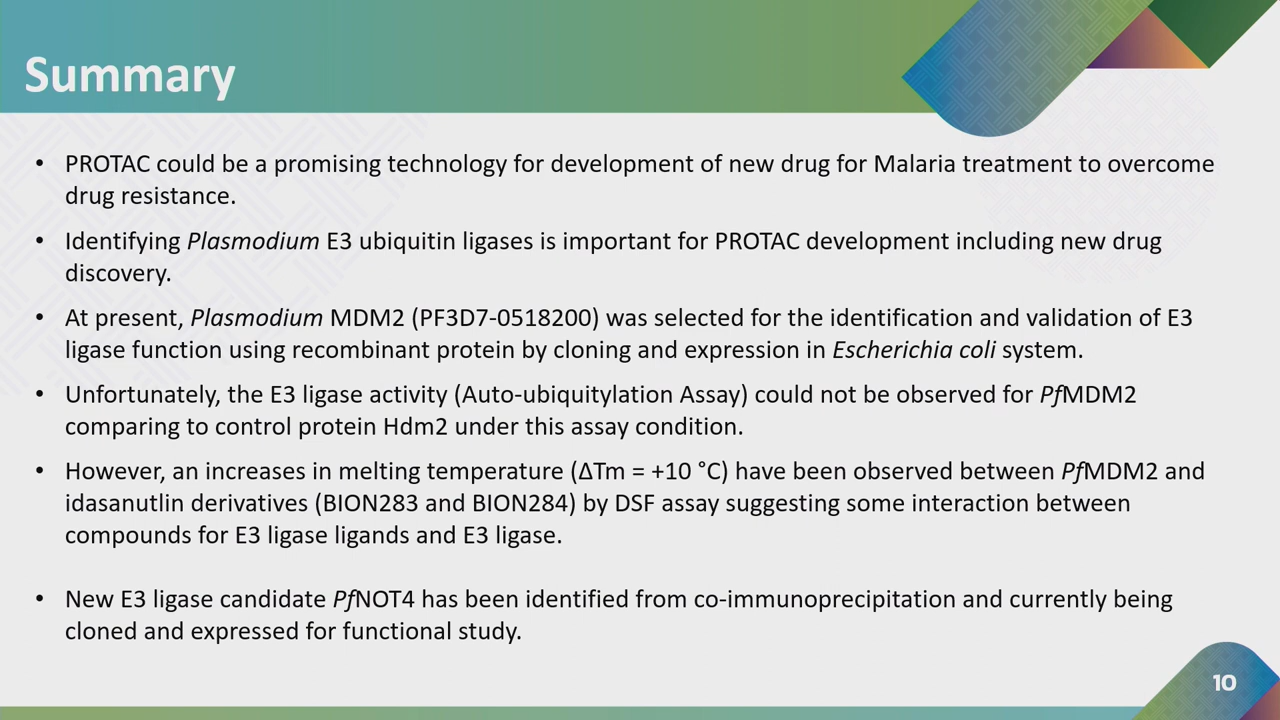 Summary
• PROTAC could be a promising technology for development of new drug for Malaria treatment to overcome
drug resistance.
• Identifying Plasmodium E3 ubiquitin ligases is important for PROTAC development including new drug
discovery.
• At present, Plasmodium MDM2 (PF3D7-0518200) was selected for the identification and validation of E3
ligase function using recombinant protein by cloning and expression in Escherichia coli system.
• Unfortunately, the E3 ligase activity (Auto-ubiquitylation Assay) could not be observed for PfMDM2
comparing to control protein Hdm2 under this assay condition.
• However, an increases in melting temperature (ΔTm = +10 °C) have been observed between PfMDM2 and
idasanutlin derivatives (BION283 and BION284) by DSF assay suggesting some interaction between
compounds for E3 ligase ligands and E3 ligase.
• New E3 ligase candidate PfNOT4 has been identified from co-immunoprecipitation and currently being
cloned and expressed for functional study.
10